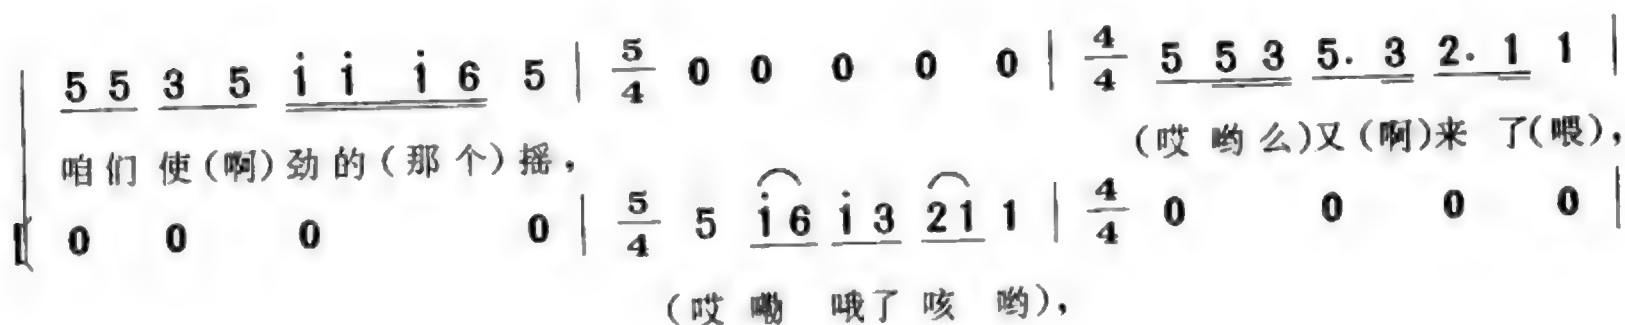 5 5 3 5 i i i 6 5 | 5/4 0 0 0 0 0 | 4/4 5 5 3 5. 3 2. 1 1 |
咱们 使(啊)劲的(那个)摇， (哎 哟么)又(啊)来 了(喂)，
0 0 0 0 | 5/4 5 i 6 i 3 2 1 1 | 4/4 0 0 0 0 |
(哎 嘞 哦了 咳 哟)，